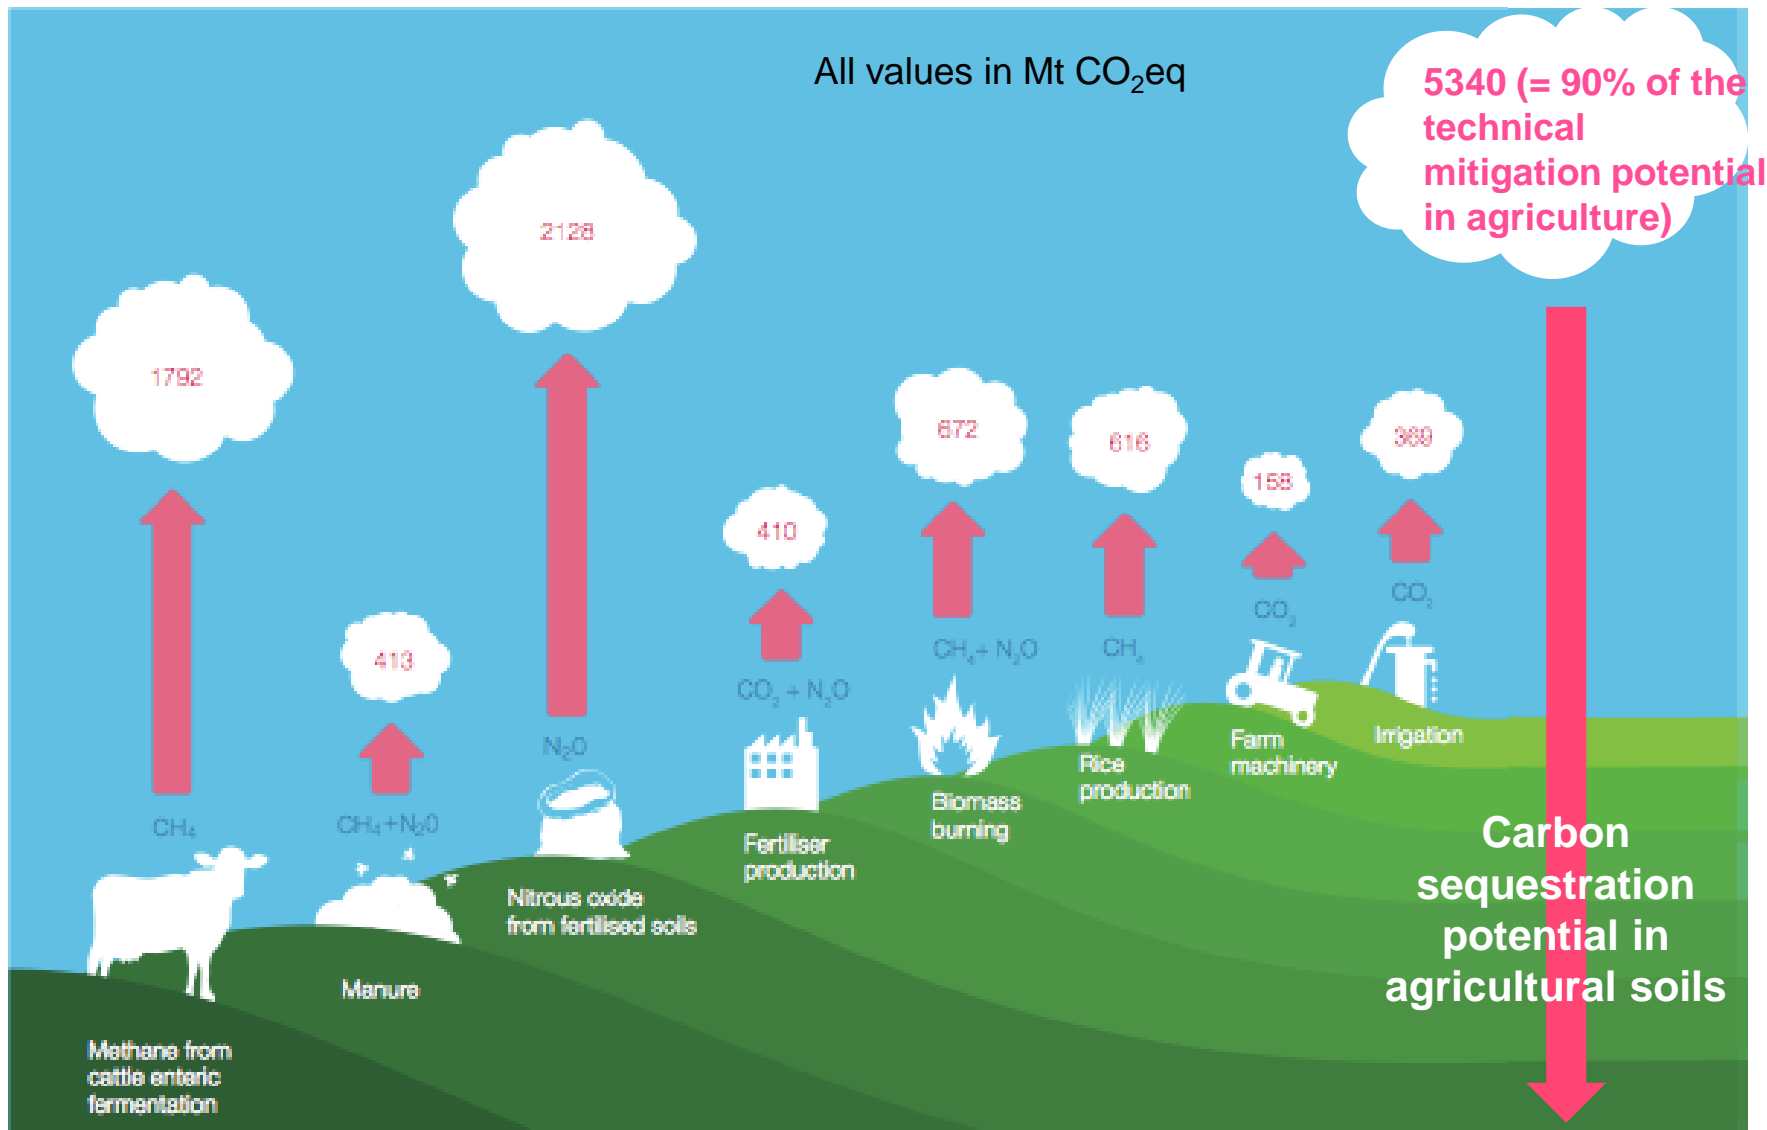 All values in Mt CO₂eq
5340 (= 90% of the
technical
mitigation potential
in agriculture)
2128
1792
672
616
369
158
410
413
CO₂
CO₂
CH₄+ N₂O
CH₄
CO₂ + N₂O
N₂O
CH₄
CH₄+N₂O
Irrigation
Farm
machinery
Rice
production
Biomass
burning
Fertiliser
production
Nitrous oxide
from fertilised soils
Manure
Methane from
cattle enteric
fermentation
Carbon
sequestration
potential in
agricultural soils